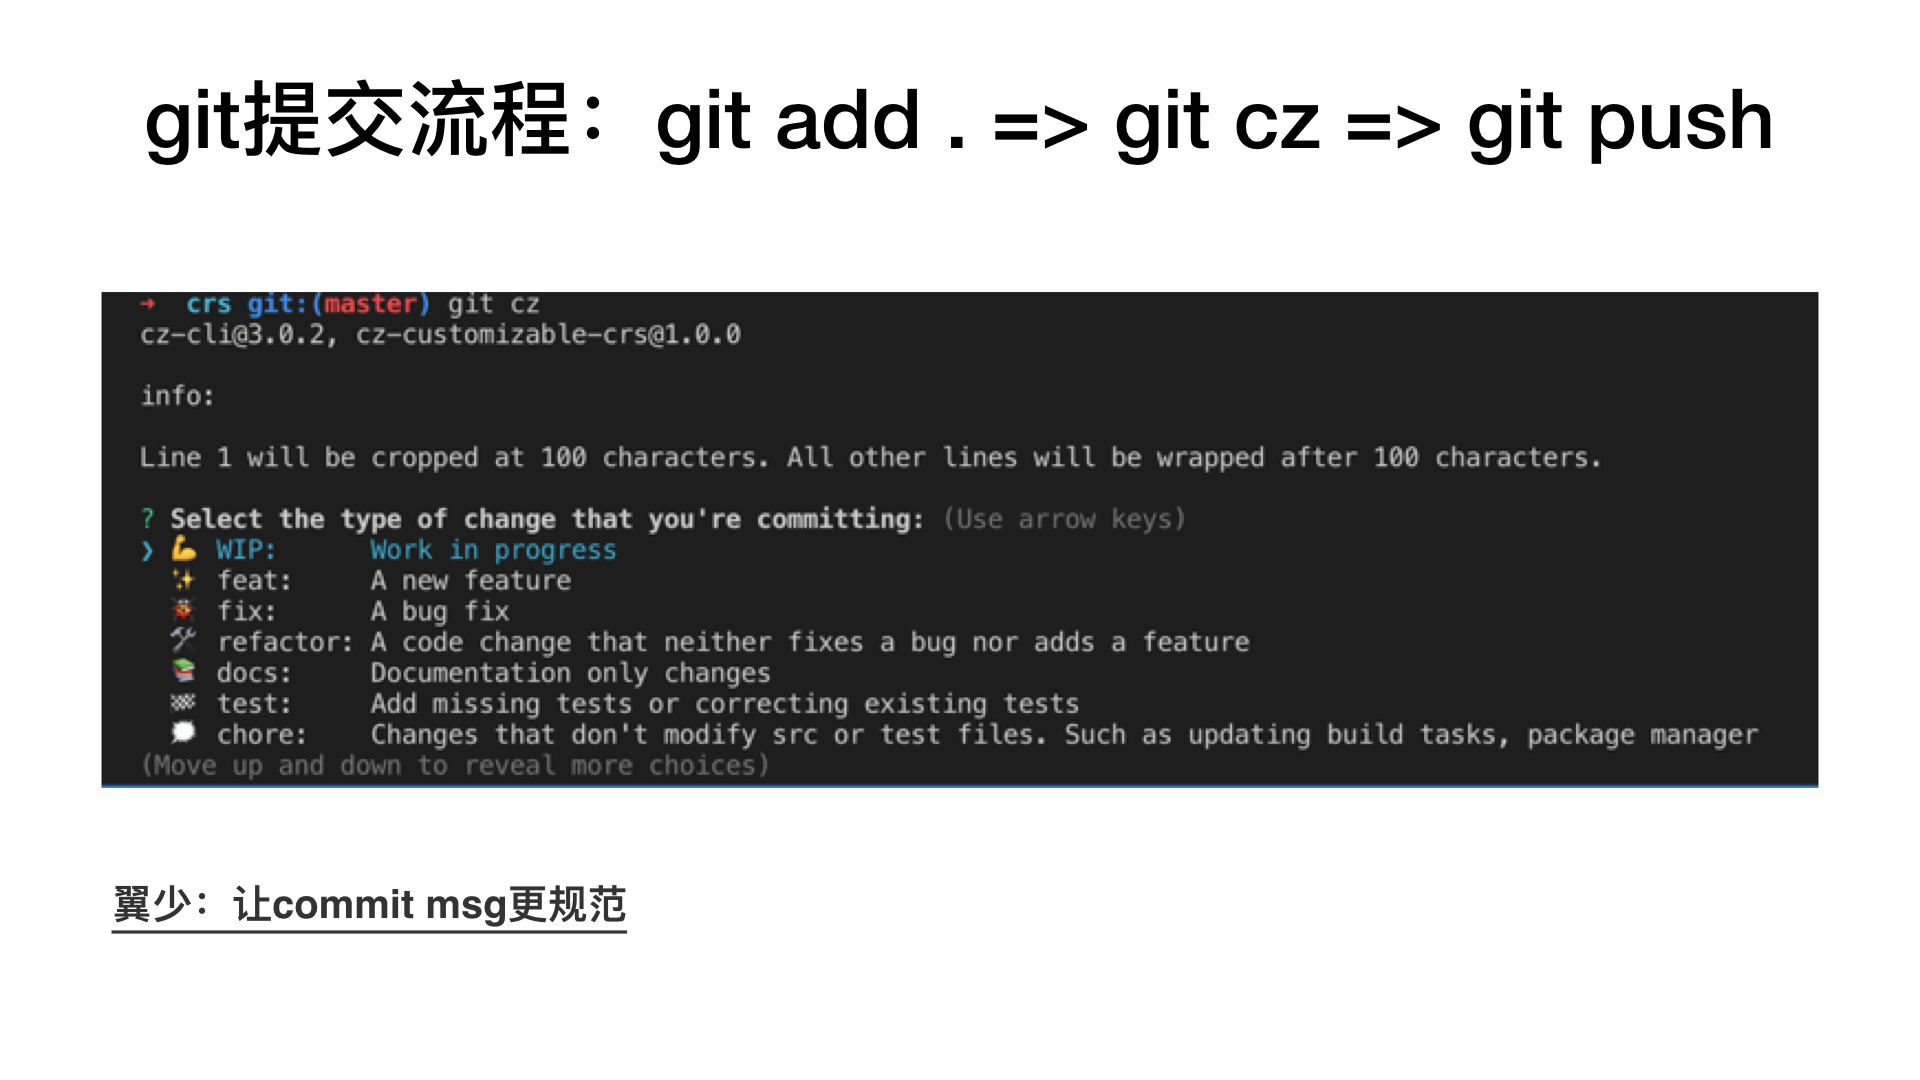 git提交流程：git add . => git cz => git push
➜ crs git:(master) git cz
cz-cli@3.0.2, cz-customizable-crs@1.0.0
info:
Line 1 will be cropped at 100 characters. All other lines will be wrapped after 100 characters.
? Select the type of change that you're committing: (Use arrow keys)
❯ 💪 WIP: Work in progress
✨ feat: A new feature
🐞 fix: A bug fix
🛠 refactor: A code change that neither fixes a bug nor adds a feature
📚 docs: Documentation only changes
🏁 test: Add missing tests or correcting existing tests
🗯 chore: Changes that don't modify src or test files. Such as updating build tasks, package manager
(Move up and down to reveal more choices)
翼少：让commit msg更规范